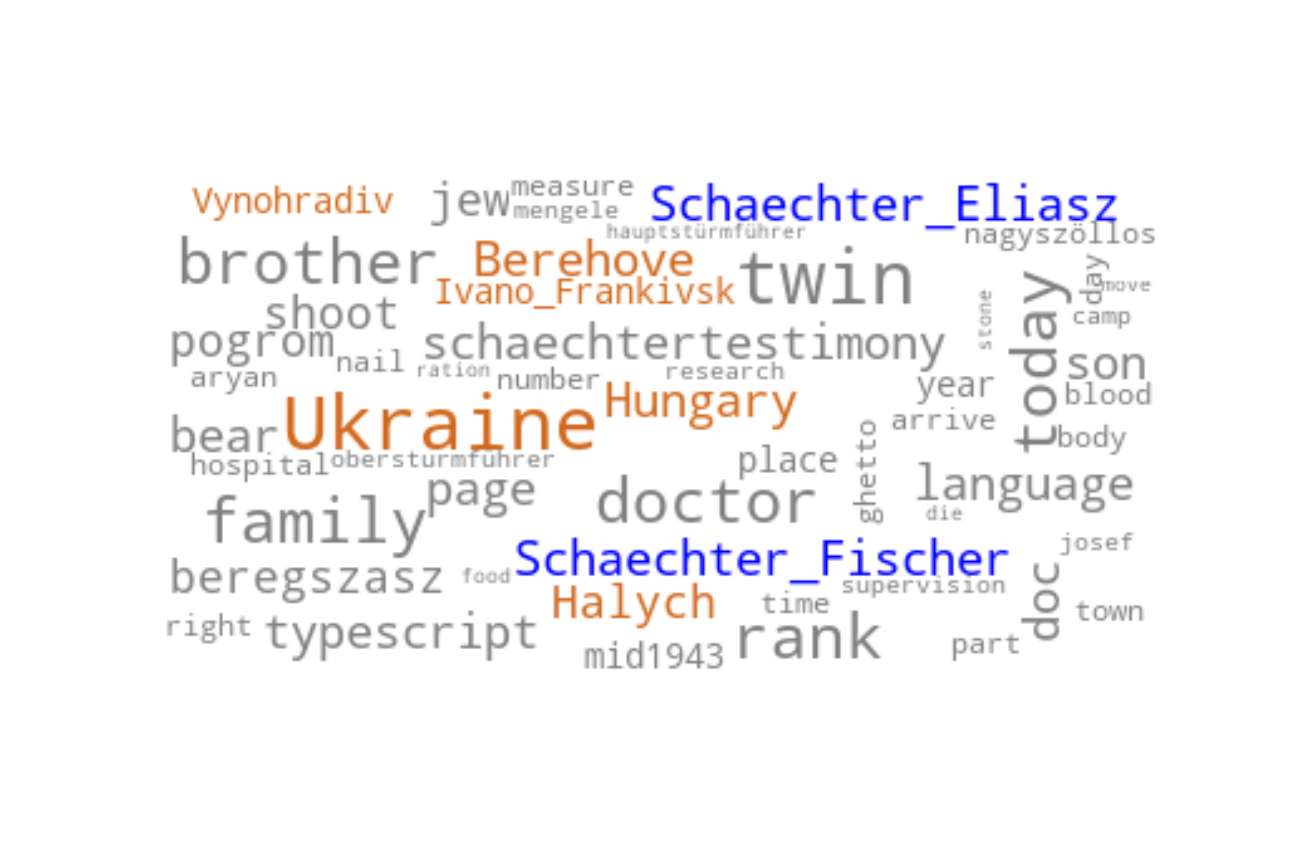 Vynohradiv jew measure Schaechter_Eliasz
mengele
hauptstürmführer nagyszöllos
brother Berehove twin today day
Ivano_Frankivsk move
shoot stone camp
pogrom schaechtertestimony son
nail ration research
aryan number year blood
Ukraine Hungary arrive
bear body
hospital obersturmfuhrer place ghetto
page doctor language
family die
Schaechter_Fischer josef
beregszasz food supervision doc
Halych time town
right typescript rank part
mid1943